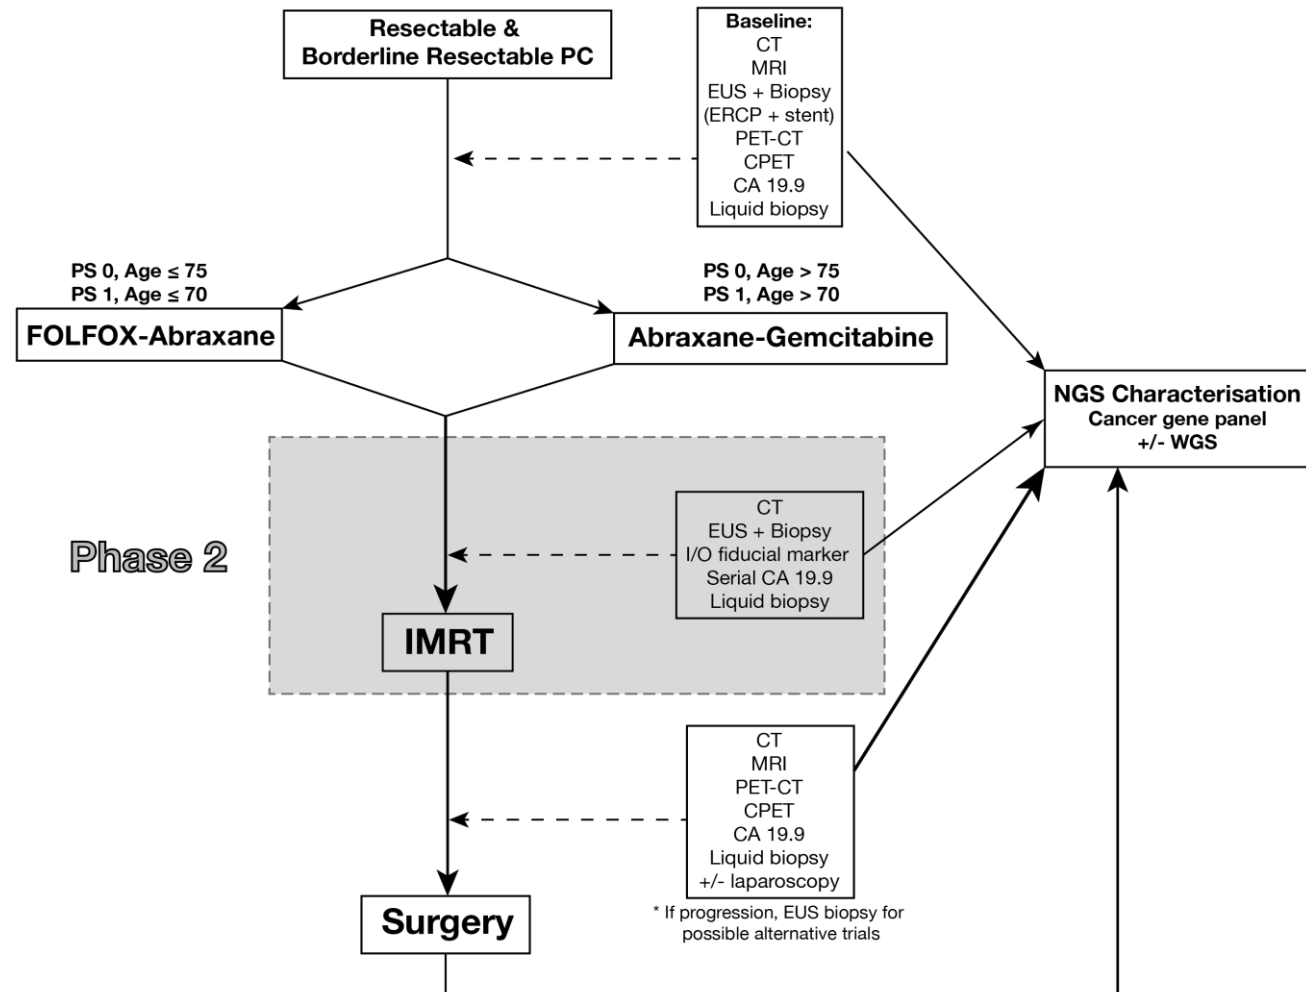 Resectable &
Borderline Resectable PC
Baseline:
CT
MRI
EUS + Biopsy
(ERCP + stent)
PET-CT
CPET
CA 19.9
Liquid biopsy
PS 0, Age ≤ 75
PS 1, Age ≤ 70
FOLFOX-Abraxane
PS 0, Age > 75
PS 1, Age > 70
Abraxane-Gemcitabine
NGS Characterisation
Cancer gene panel
+/- WGS
Phase 2
CT
EUS + Biopsy
I/O fiducial marker
Serial CA 19.9
Liquid biopsy
IMRT
CT
MRI
PET-CT
CPET
CA 19.9
Liquid biopsy
+/- laparoscopy
* If progression, EUS biopsy for
possible alternative trials
Surgery